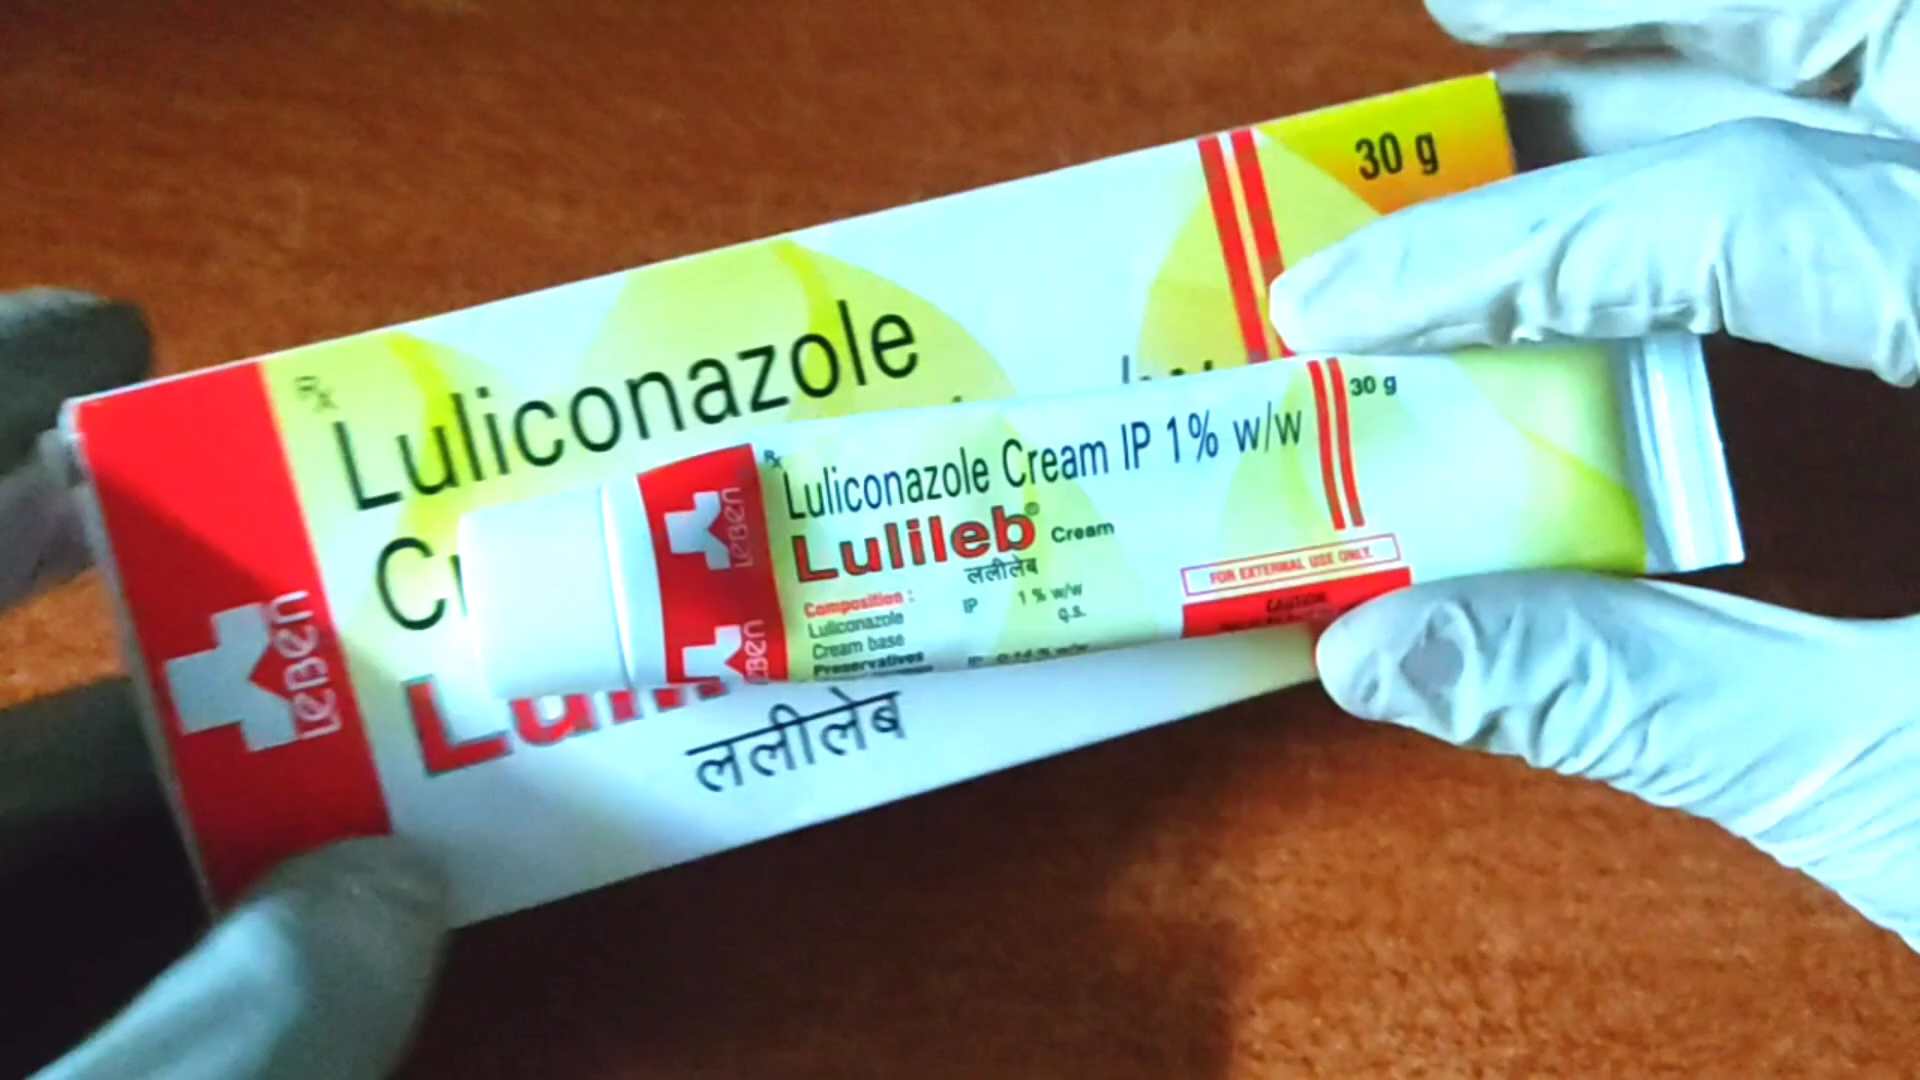 30 g
Rx
Luliconazole
LEBEN
ललीलेब
30 g
Rx
Luliconazole Cream IP 1% w/w
Lulileb® Cream
ललीलेब
LEBEN
LEBEN
Composition :
Luliconazole IP 1 % w/w
Cream base q.s.
Preservatives
FOR EXTERNAL USE ONLY.
CAUTION